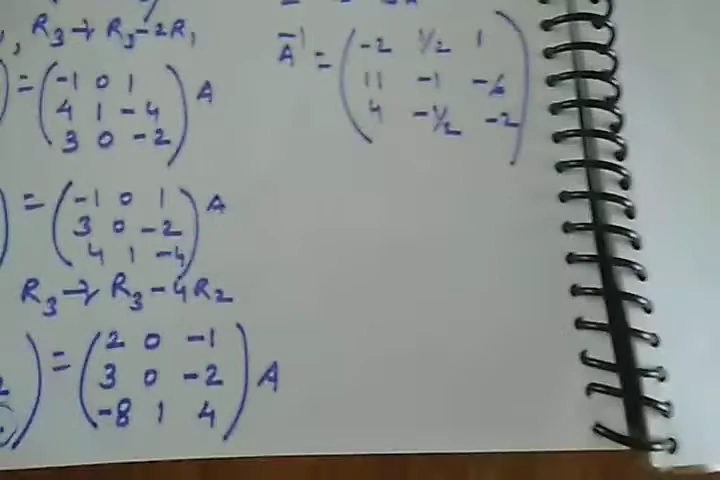 R₃ → R₃ - 2R₁
= ( -1 0 1
4 1 -4
3 0 -2 ) A
= ( -1 0 1
3 0 -2
4 1 -4 ) A
R₃ → R₃ - 4R₂
= ( 2 0 -1
3 0 -2
-8 1 4 ) A
A⁻¹ = ( -2 1/2 1
11 -1 -6
4 -1/2 -2 )